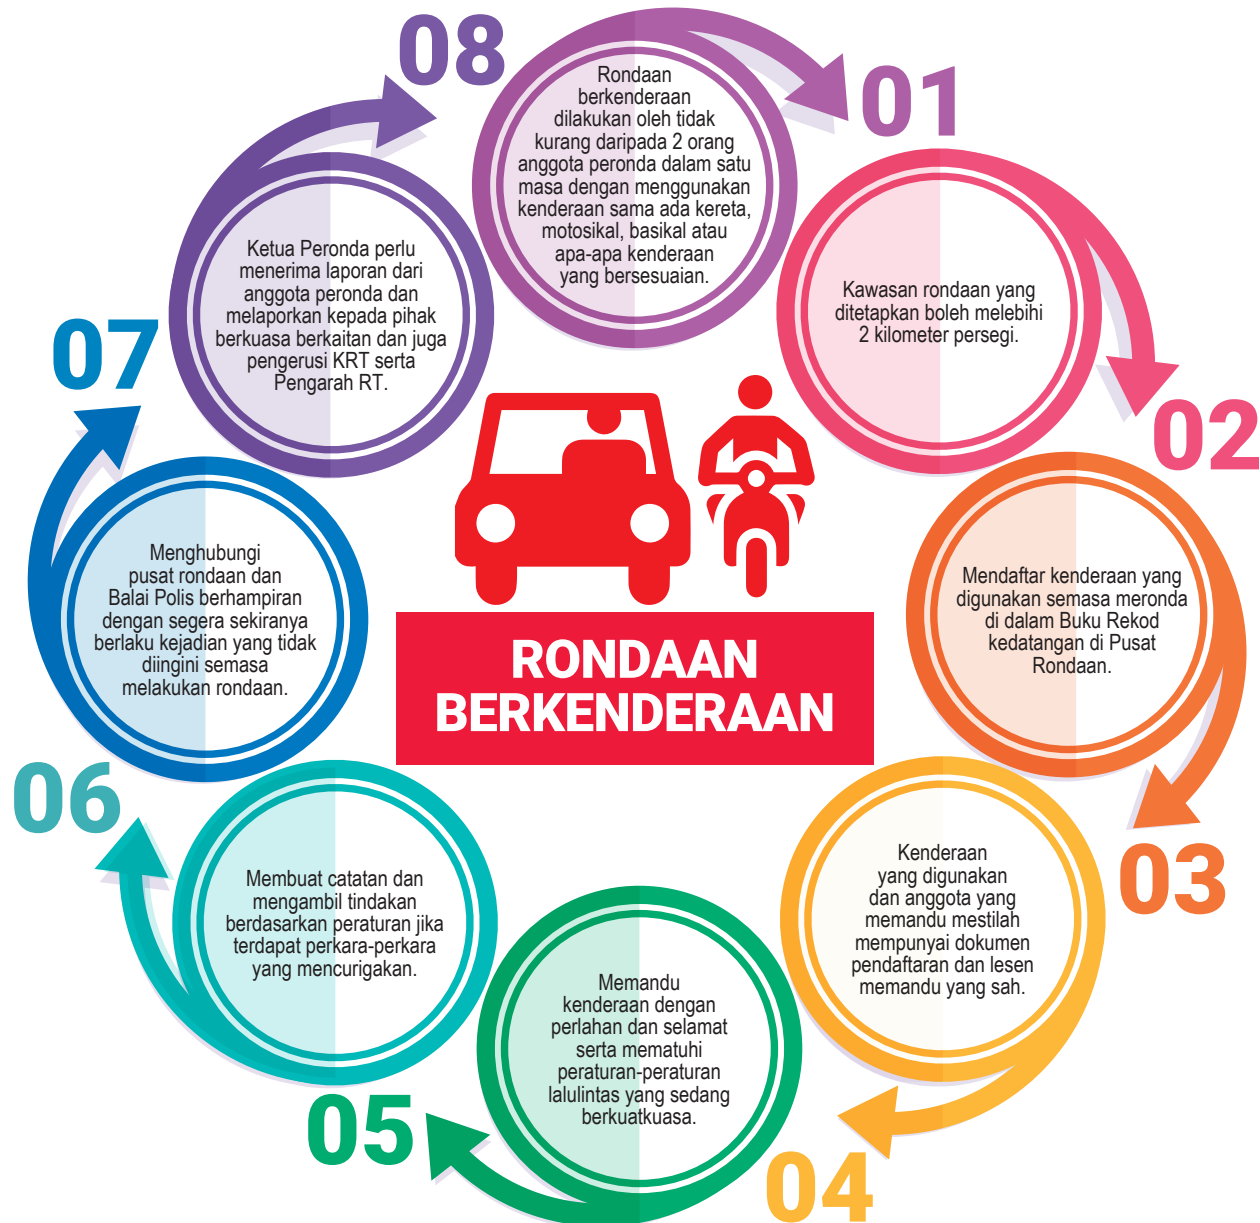 01
Rondaan
berkenderaan
dilakukan oleh tidak
kurang daripada 2 orang
anggota peronda dalam satu
masa dengan menggunakan
kenderaan sama ada kereta,
motosikal, basikal atau
apa-apa kenderaan
yang bersesuaian.
02
Kawasan rondaan yang
ditetapkan boleh melebihi
2 kilometer persegi.
03
Mendaftar kenderaan yang
digunakan semasa meronda
di dalam Buku Rekod
kedatangan di Pusat
Rondaan.
04
Kenderaan
yang digunakan
dan anggota yang
memandu mestilah
mempunyai dokumen
pendaftaran dan lesen
memandu yang sah.
05
Memandu
kenderaan dengan
perlahan dan selamat
serta mematuhi
peraturan-peraturan
lalulintas yang sedang
berkuatkuasa.
06
Membuat catatan dan
mengambil tindakan
berdasarkan peraturan jika
terdapat perkara-perkara
yang mencurigakan.
07
Menghubungi
pusat rondaan dan
Balai Polis berhampiran
dengan segera sekiranya
berlaku kejadian yang tidak
diingini semasa
melakukan rondaan.
08
Ketua Peronda perlu
menerima laporan dari
anggota peronda dan
melaporkan kepada pihak
berkuasa berkaitan dan juga
pengerusi KRT serta
Pengarah RT.
RONDAAN
BERKENDERAAN